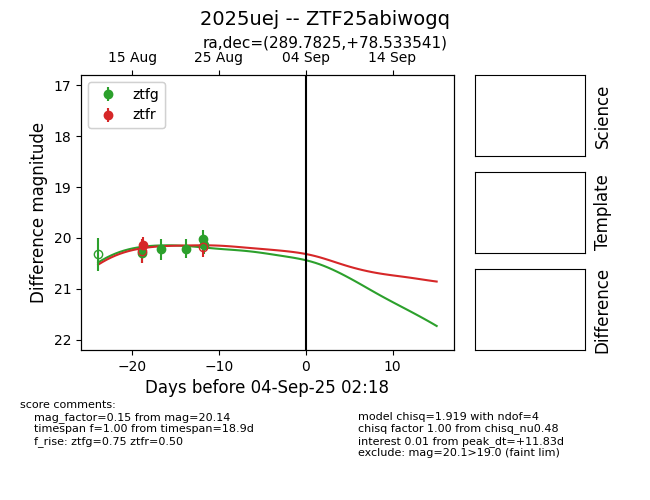 2025uej -- ZTF25abiwogq
ra,dec=(289.7825,+78.533541)
15 Aug 25 Aug 04 Sep 14 Sep
ztfg
ztfr
17
18
19
20
21
22
Difference magnitude
−20 −10 0 10
Days before 04-Sep-25 02:18
Science
Template
Difference
score comments:
mag_factor=0.15 from mag=20.14
timespan f=1.00 from timespan=18.9d
f_rise: ztfg=0.75 ztfr=0.50
model chisq=1.919 with ndof=4
chisq factor 1.00 from chisq_nu0.48
interest 0.01 from peak_dt=+11.83d
exclude: mag=20.1>19.0 (faint lim)